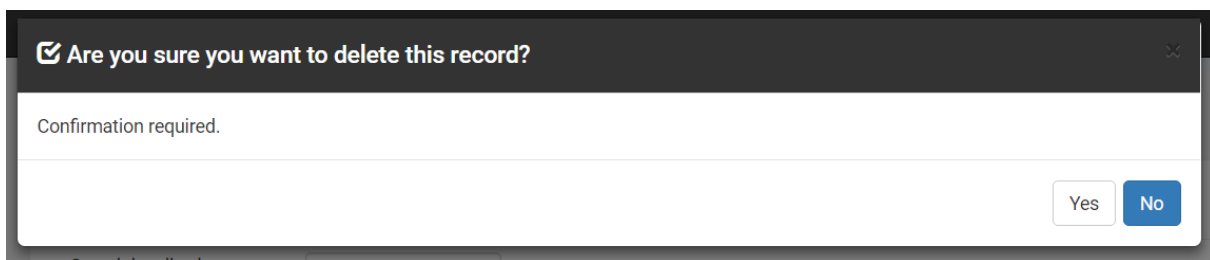 Are you sure you want to delete this record?
×
Confirmation required.
Yes No